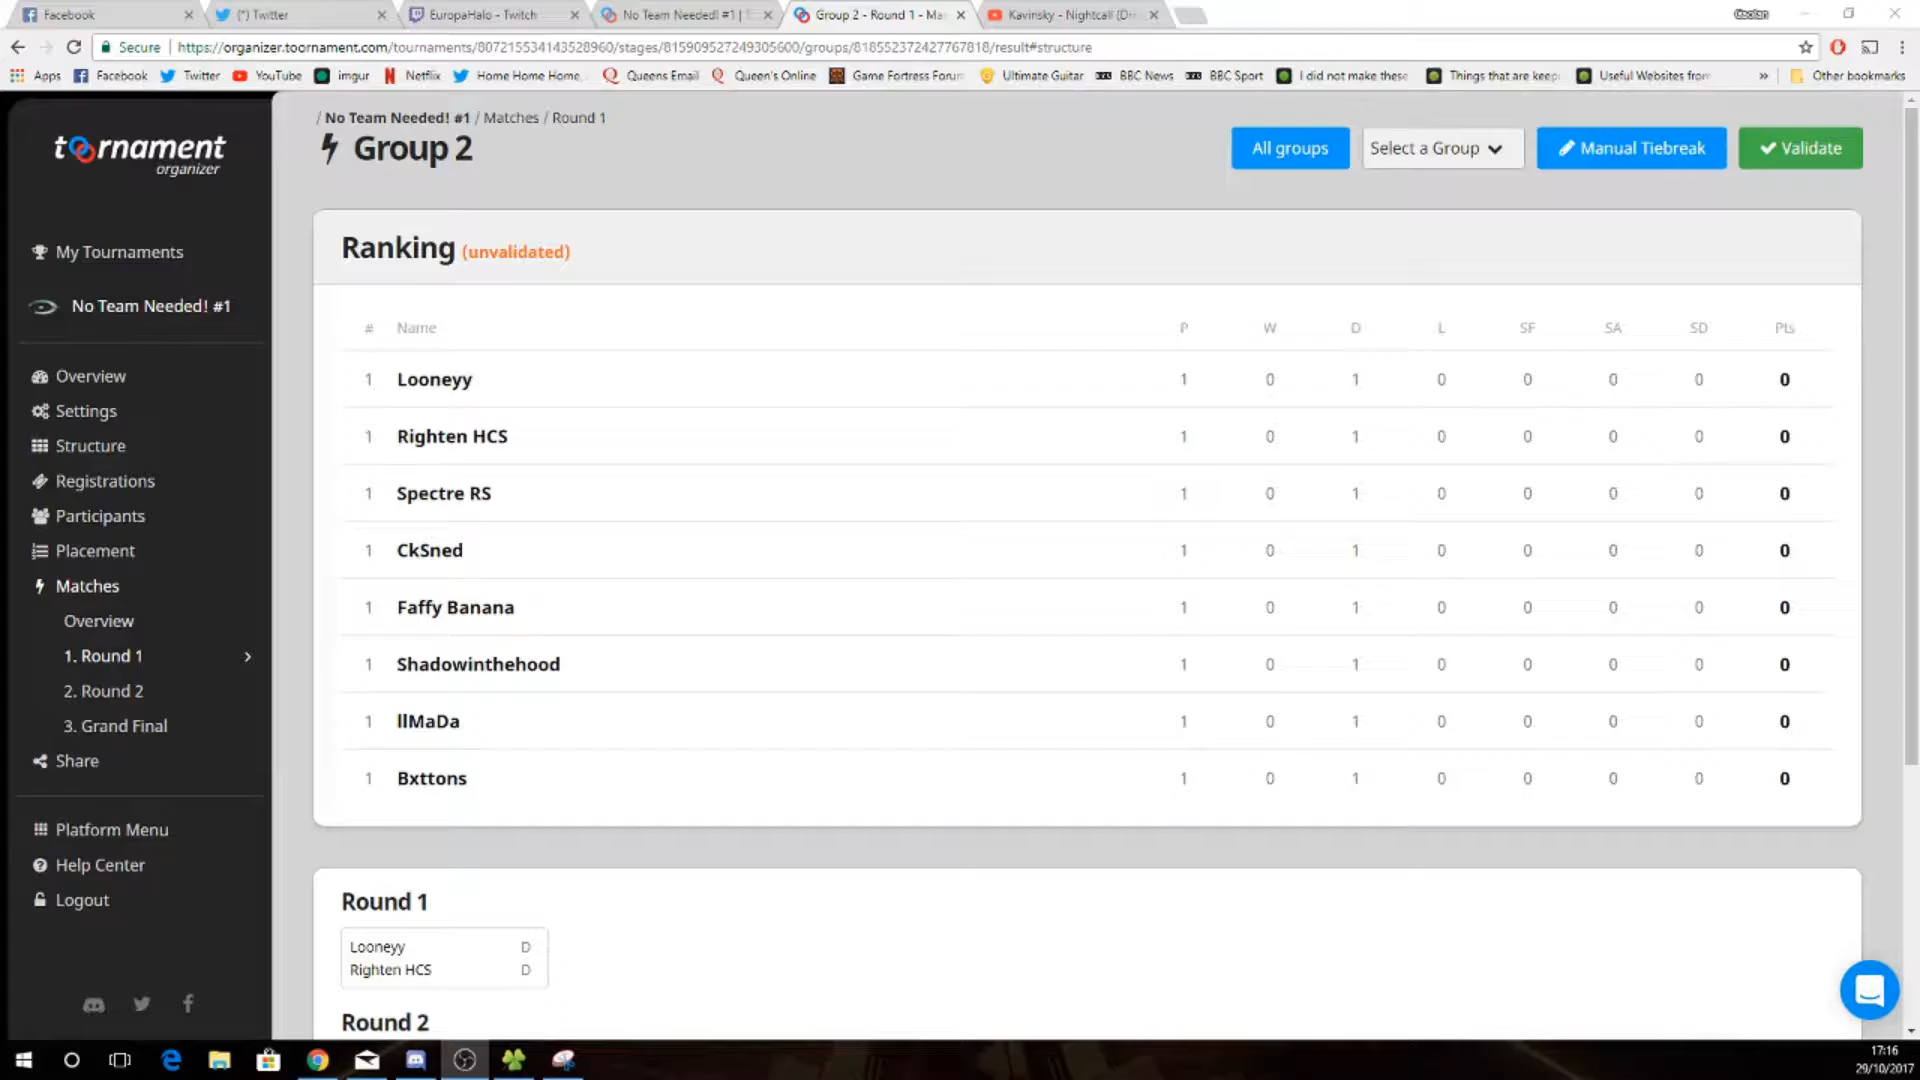 Facebook
(*) Twitter
EuropaHalo - Twitch
No Team Needed! #1 |
Group 2 - Round 1 - Ma
Kavinsky - Nightcall (Dri
Secure
https://organizer.toornament.com/tournaments/807215534143528960/stages/815909527249305600/groups/818552372427767818/result#structure
Apps
Facebook
Twitter
YouTube
imgur
Netflix
Home Home Home
Queens Email
Queen's Online
Game Fortress Forum
Ultimate Guitar
BBC News
BBC Sport
I did not make these
Things that are keep
Useful Websites from
»
Other bookmarks
toornament
organizer
My Tournaments
No Team Needed! #1
Overview
Settings
Structure
Registrations
Participants
Placement
Matches
Overview
1. Round 1
2. Round 2
3. Grand Final
Share
Platform Menu
Help Center
Logout
/ No Team Needed! #1 / Matches / Round 1
Group 2
All groups
Select a Group
Manual Tiebreak
Validate
Ranking (unvalidated)
# Name P W D L SF SA SD Pts
1 Looneyy 1 0 1 0 0 0 0 0
1 Righten HCS 1 0 1 0 0 0 0 0
1 Spectre RS 1 0 1 0 0 0 0 0
1 CkSned 1 0 1 0 0 0 0 0
1 Faffy Banana 1 0 1 0 0 0 0 0
1 Shadowinthehood 1 0 1 0 0 0 0 0
1 llMaDa 1 0 1 0 0 0 0 0
1 Bxttons 1 0 1 0 0 0 0 0
Round 1
Looneyy D
Righten HCS D
Round 2
17:16
29/10/2017